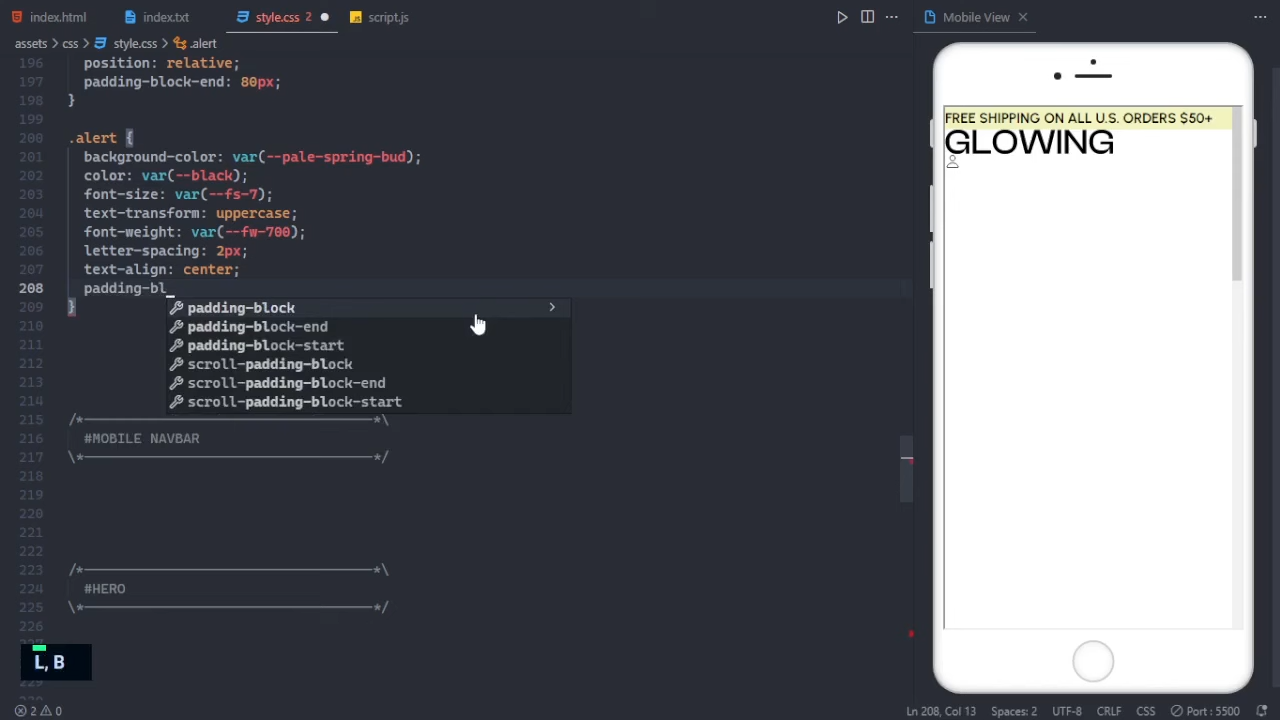 index.html
index.txt
style.css 2
script.js
Mobile View
assets > css > style.css > .alert
196 position: relative;
197 padding-block-end: 80px;
198 }
199
200 .alert {
201 background-color: var(--pale-spring-bud);
202 color: var(--black);
203 font-size: var(--fs-7);
204 text-transform: uppercase;
205 font-weight: var(--fw-700);
206 letter-spacing: 2px;
207 text-align: center;
208 padding-bl
209 }
padding-block
padding-block-end
padding-block-start
scroll-padding-block
scroll-padding-block-end
scroll-padding-block-start
210
211
212
213
214
215 /*-----------------------------------*\
216 #MOBILE NAVBAR
217 \*-----------------------------------*/
218
219
220
221
222
223 /*-----------------------------------*\
224 #HERO
225 \*-----------------------------------*/
226
FREE SHIPPING ON ALL U.S. ORDERS $50+
GLOWING
L, B
2 0
Ln 208, Col 13
Spaces: 2
UTF-8
CRLF
CSS
Port : 5500